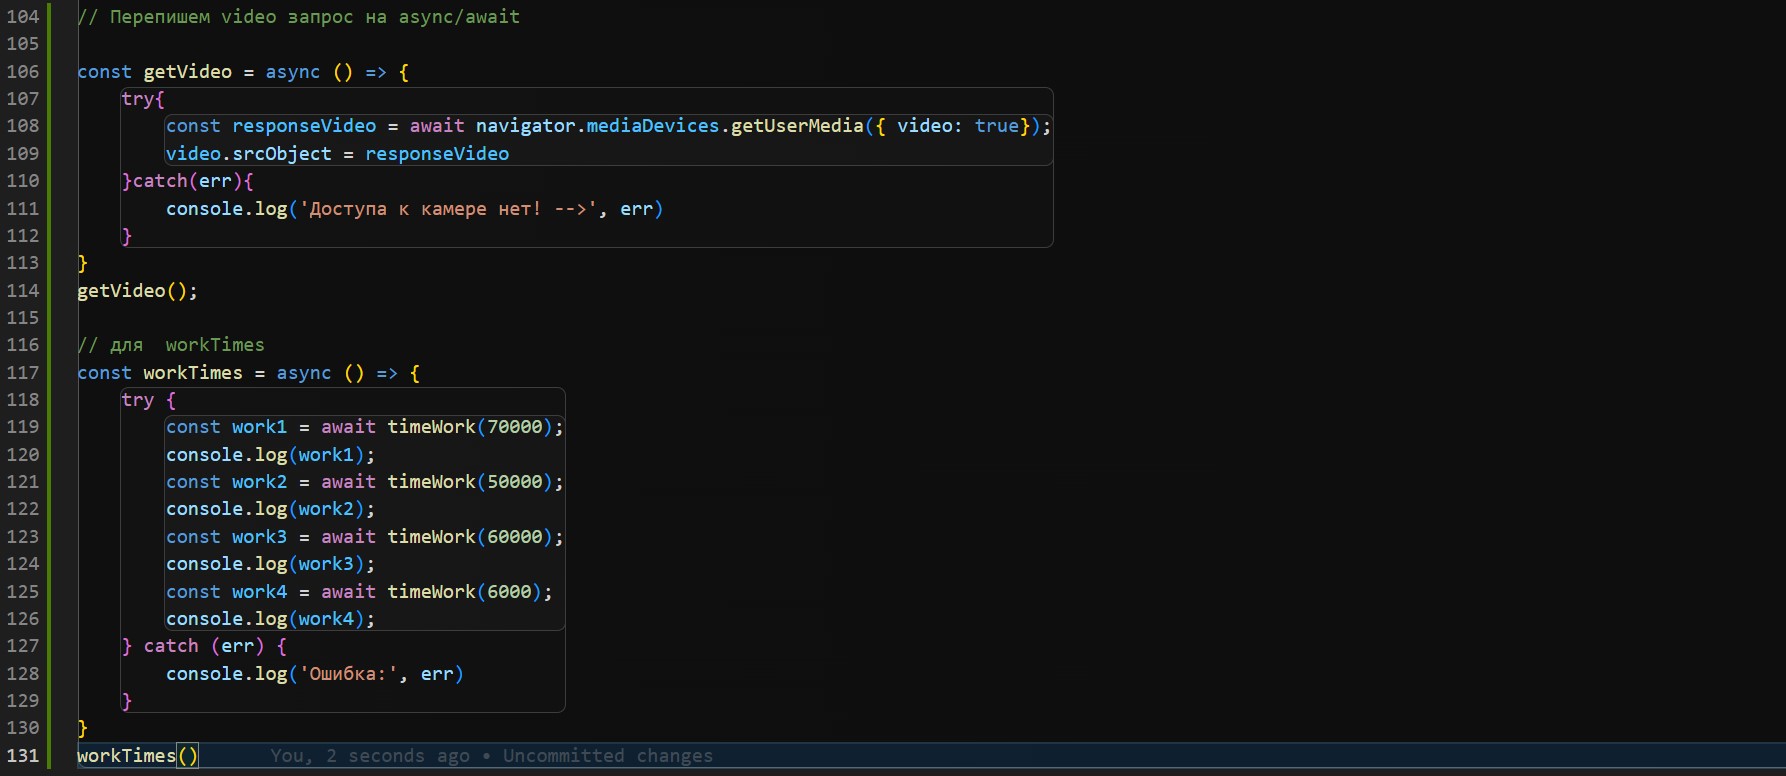 104 // Перепишем video запрос на async/await
105
106 const getVideo = async () => {
107     try{
108         const responseVideo = await navigator.mediaDevices.getUserMedia({ video: true});
109         video.srcObject = responseVideo
110     }catch(err){
111         console.log('Доступа к камере нет! -->', err)
112     }
113 }
114 getVideo();
115
116 // для  workTimes
117 const workTimes = async () => {
118     try {
119         const work1 = await timeWork(70000);
120         console.log(work1);
121         const work2 = await timeWork(50000);
122         console.log(work2);
123         const work3 = await timeWork(60000);
124         console.log(work3);
125         const work4 = await timeWork(6000);
126         console.log(work4);
127     } catch (err) {
128         console.log('Ошибка:', err)
129     }
130 }
131 workTimes()    You, 2 seconds ago • Uncommitted changes